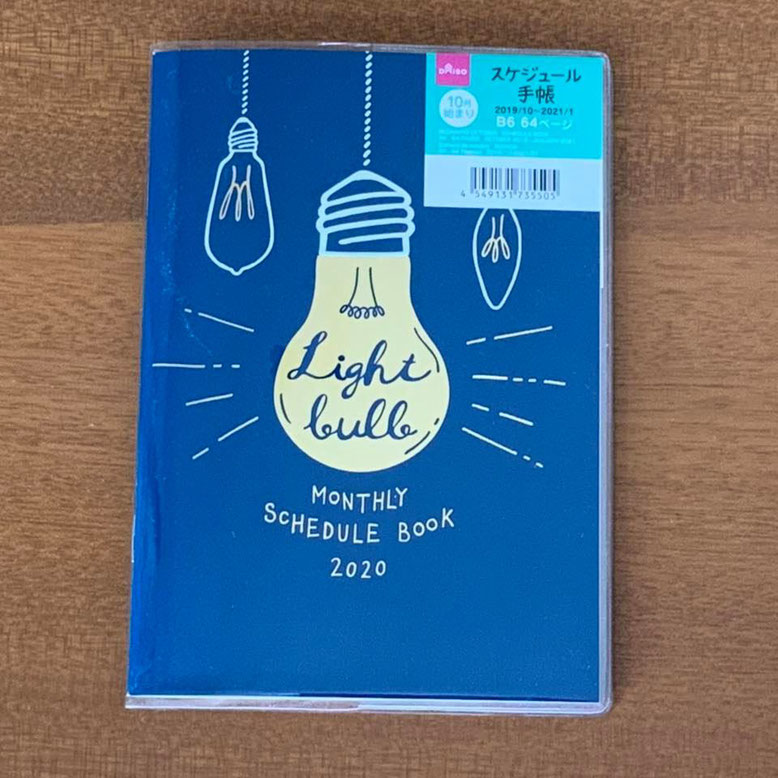 DAISO
スケジュール
手帳
10月
始まり
2019/10~2021/1
B6 64ページ
4 549131 735505
Light
bulb
MONTHLY
SCHEDULE BOOK
2020